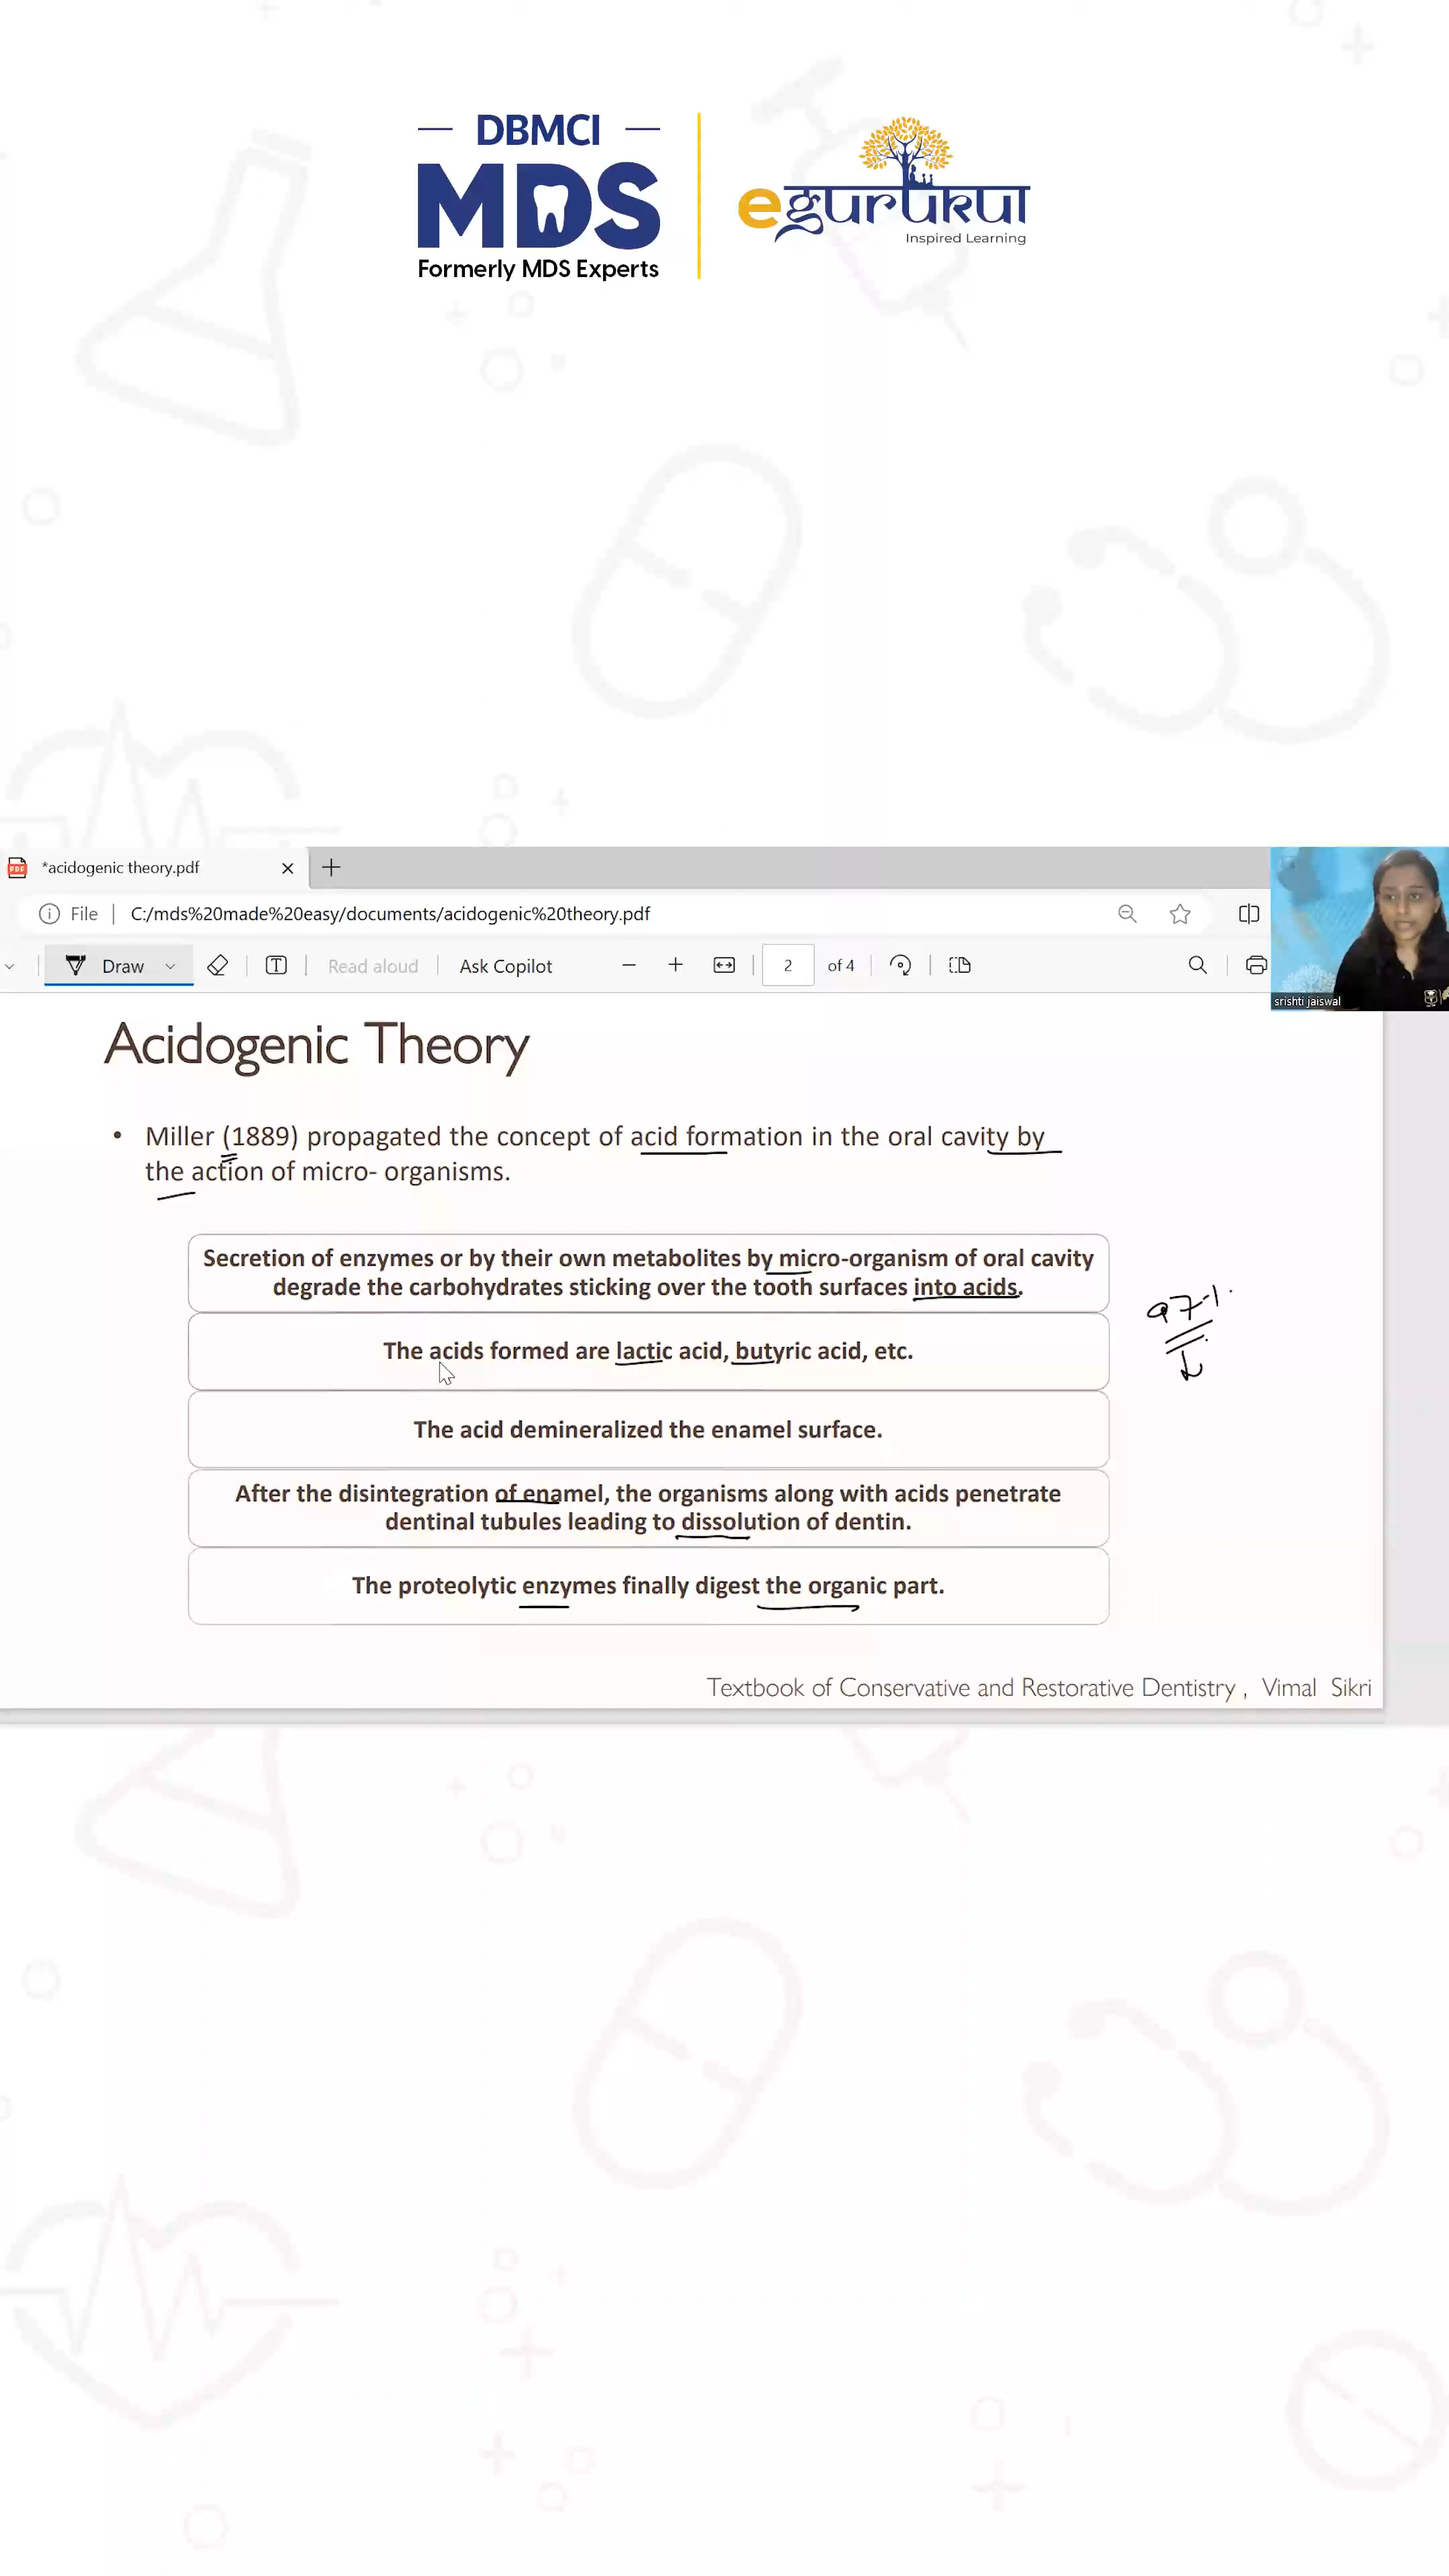 DBMCI
MDS
Formerly MDS Experts
egurukul
Inspired Learning
*acidogenic theory.pdf
File
C:/mds%20made%20easy/documents/acidogenic%20theory.pdf
Draw
Read aloud
Ask Copilot
2
of 4
srishti jaiswal
Acidogenic Theory
• Miller (1889) propagated the concept of acid formation in the oral cavity by
the action of micro- organisms.
Secretion of enzymes or by their own metabolites by micro-organism of oral cavity
degrade the carbohydrates sticking over the tooth surfaces into acids.
97%
The acids formed are lactic acid, butyric acid, etc.
The acid demineralized the enamel surface.
After the disintegration of enamel, the organisms along with acids penetrate
dentinal tubules leading to dissolution of dentin.
The proteolytic enzymes finally digest the organic part.
Textbook of Conservative and Restorative Dentistry , Vimal Sikri